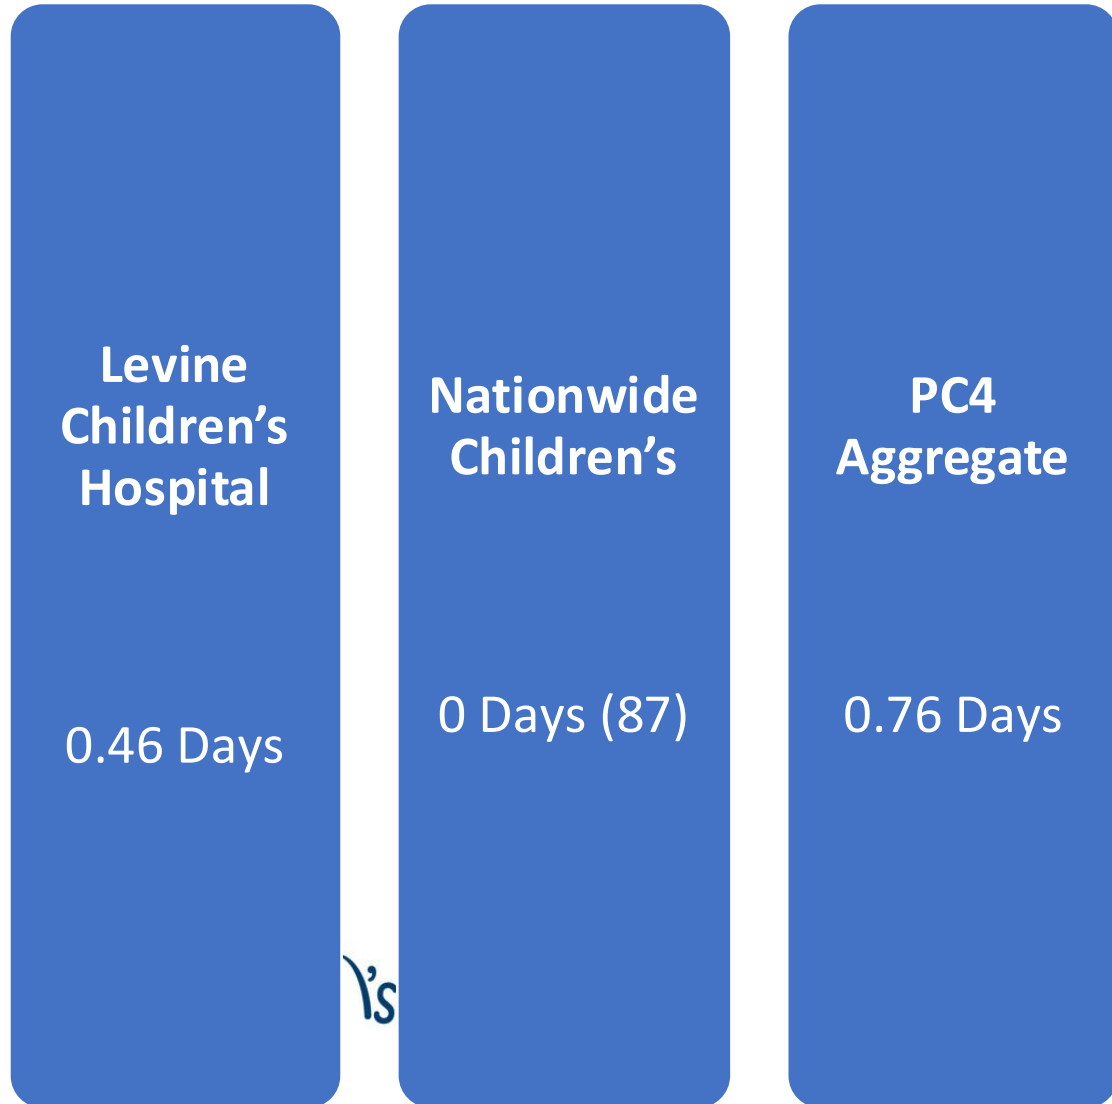 Levine
Children’s
Hospital
0.46 Days
Nationwide
Children’s
0 Days (87)
PC4
Aggregate
0.76 Days
’s